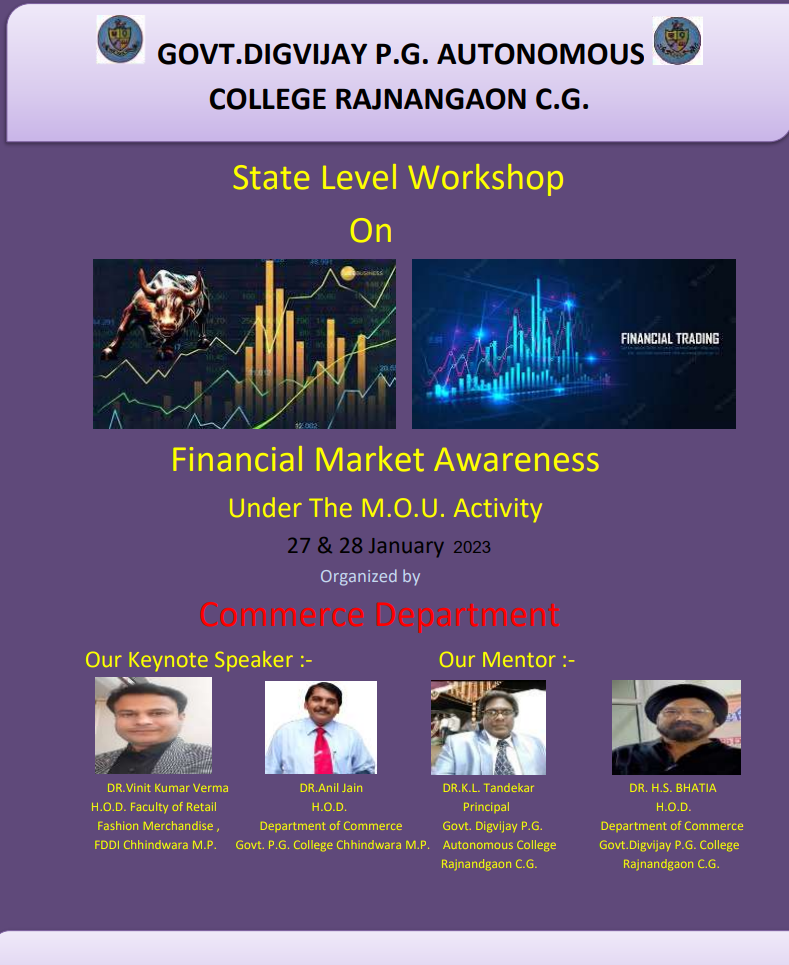 GOVT.DIGVIJAY P.G. AUTONOMOUS
COLLEGE RAJNANGAON C.G.
State Level Workshop
On
FINANCIAL TRADING
Financial Market Awareness
Under The M.O.U. Activity
27 & 28 January 2023
Organized by
Commerce Department
Our Keynote Speaker :-
Our Mentor :-
DR.Vinit Kumar Verma
H.O.D. Faculty of Retail
Fashion Merchandise ,
FDDI Chhindwara M.P.
DR.Anil Jain
H.O.D.
Department of Commerce
Govt. P.G. College Chhindwara M.P.
DR.K.L. Tandekar
Principal
Govt. Digvijay P.G.
Autonomous College
Rajnandgaon C.G.
DR. H.S. BHATIA
H.O.D.
Department of Commerce
Govt.Digvijay P.G. College
Rajnandgaon C.G.